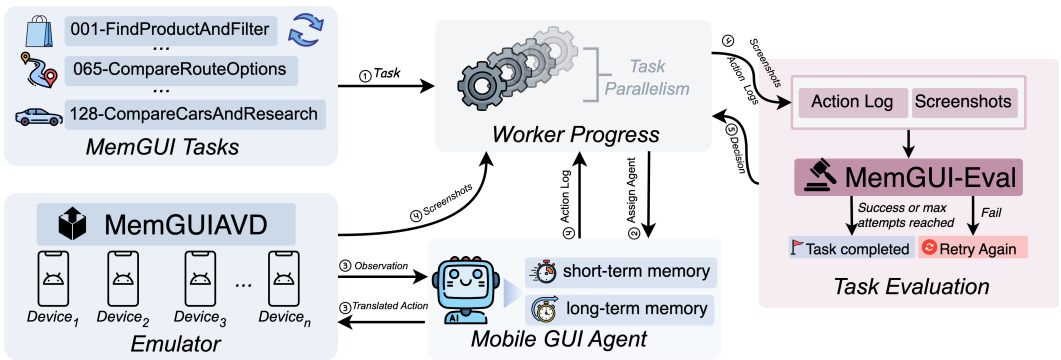 001-FindProductAndFilter
...
065-CompareRouteOptions
...
128-CompareCarsAndResearch
MemGUI Tasks
① Task
Task
Parallelism
Worker Progress
④ Screenshots
Action Logs
⑤ Decision
Action Log
Screenshots
MemGUI-Eval
Success or max
attempts reached
Fail
Task completed
Retry Again
Task Evaluation
④ Screenshots
④ Action Log
② Assign Agent
MemGUIAVD
Device1
Device2
Device3
...
Devicen
Emulator
③ Observation
③ Translated Action
AI
short-term memory
long-term memory
Mobile GUI Agent